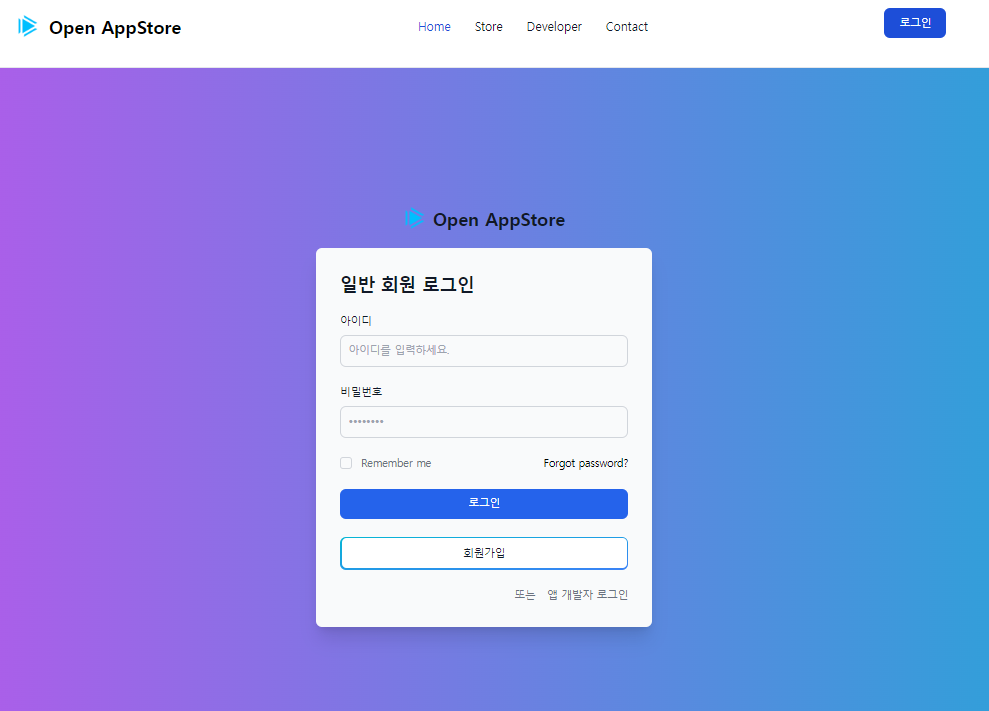 Open AppStore
Home Store Developer Contact
로그인
Open AppStore
일반 회원 로그인
아이디
아이디를 입력하세요.
비밀번호
••••••••
Remember me Forgot password?
로그인
회원가입
또는 앱 개발자 로그인